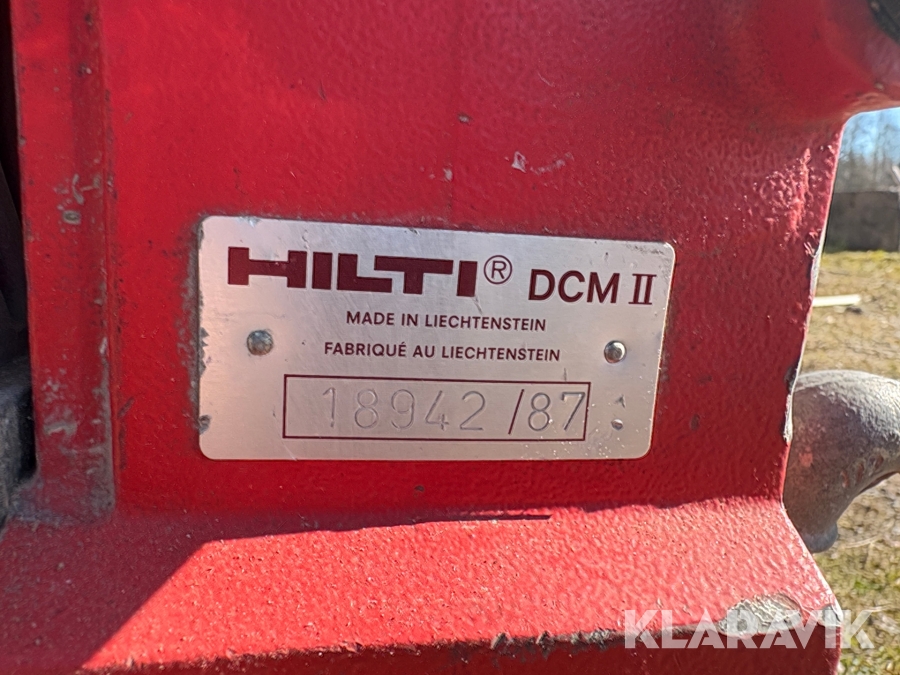 HILTI® DCM II
MADE IN LIECHTENSTEIN
FABRIQUÉ AU LIECHTENSTEIN
18942/87
KLARAVIK